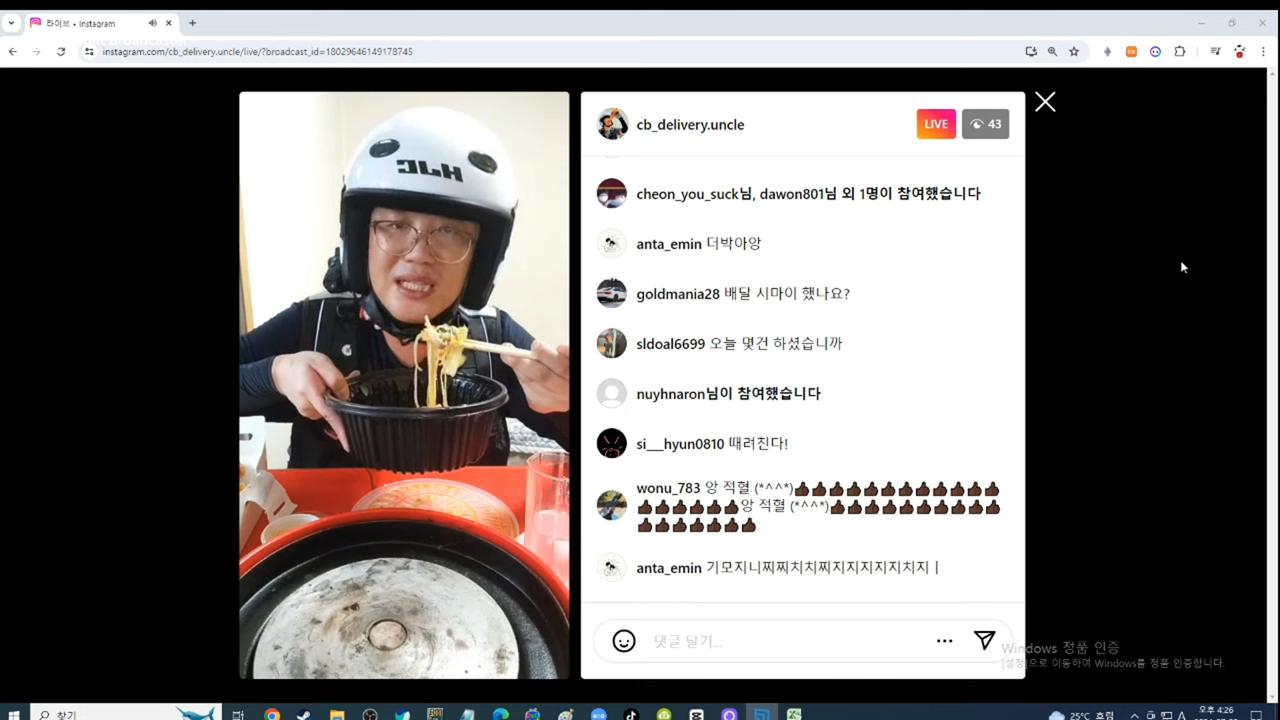 라이브 • Instagram
instagram.com/cb_delivery.uncle/live/?broadcast_id=18029646149178745
cb_delivery.uncle
LIVE
43
cheon_you_suck님, dawon801님 외 1명이 참여했습니다
anta_emin 더박아앙
goldmania28 배달 시마이 했나요?
sldoal6699 오늘 몇건 하셨습니까
nuyhnaron님이 참여했습니다
si__hyun0810 때려친다!
wonu_783 앙 적혈 (*^^*)👍🏿👍🏿👍🏿👍🏿👍🏿👍🏿👍🏿👍🏿👍🏿👍🏿👍🏿👍🏿
👍🏿👍🏿👍🏿👍🏿👍🏿👍🏿앙 적혈 (*^^*)👍🏿👍🏿👍🏿👍🏿👍🏿👍🏿👍🏿👍🏿👍🏿👍🏿
👍🏿👍🏿👍🏿👍🏿👍🏿👍🏿👍🏿
anta_emin 기모지니찌찌치치찌지지지지지치지ㅣ
댓글 달기...
Windows 정품 인증
[설정]으로 이동하여 Windows를 정품 인증합니다.
찾기
25°C 흐림
A
오후 4:26